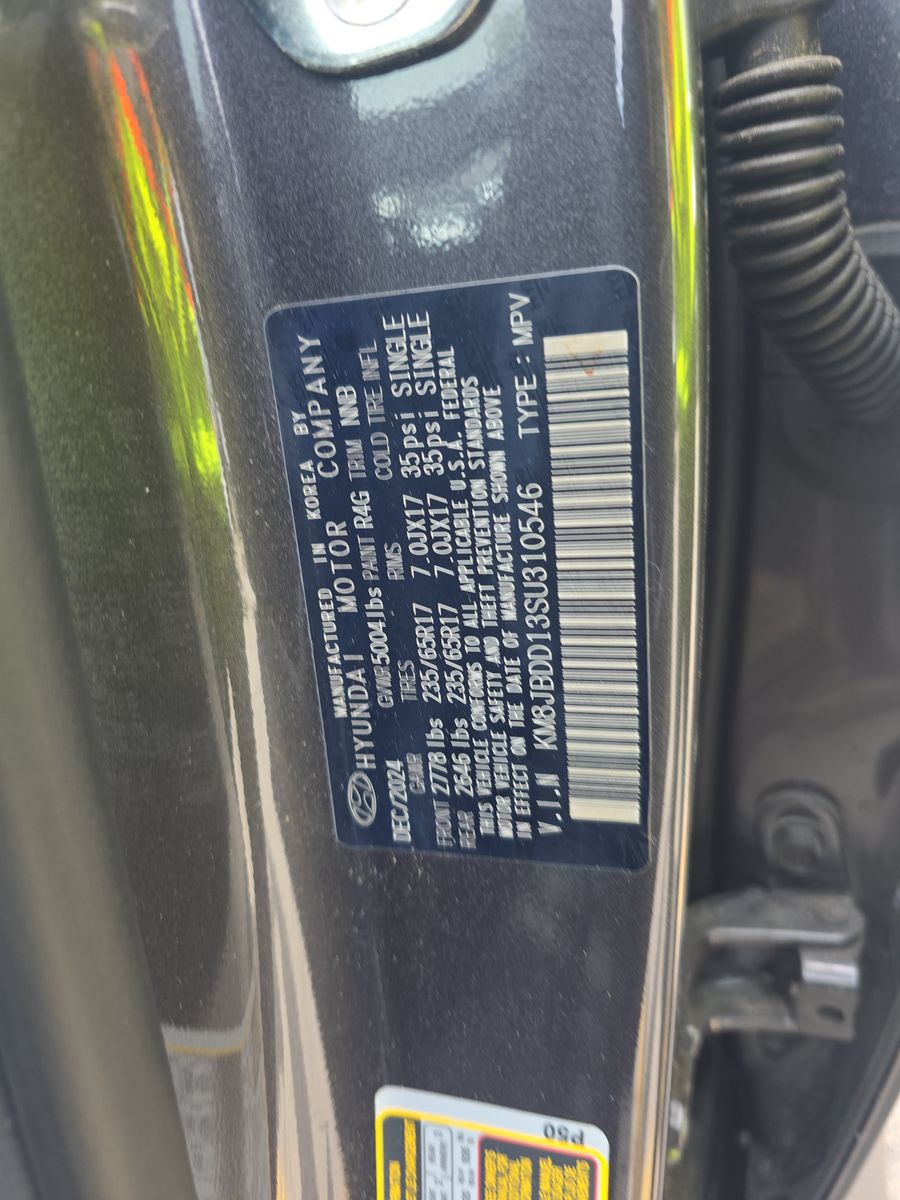 MANUFACTURED IN KOREA BY
HYUNDAI MOTOR COMPANY
DEC/2024 GVWR 5004 lbs PAINT R4G TRIM NNB
GAWR TIRES RIMS COLD TIRE INFL
FRONT 2778 lbs 235/65R17 7.0JX17 35psi SINGLE
REAR 2646 lbs 235/65R17 7.0JX17 35psi SINGLE
THIS VEHICLE CONFORMS TO ALL APPLICABLE U.S.A. FEDERAL
MOTOR VEHICLE SAFETY AND THEFT PREVENTION STANDARDS
IN EFFECT ON THE DATE OF MANUFACTURE SHOWN ABOVE
V.I.N KM8JBDD13SU310546 TYPE : MPV
P50